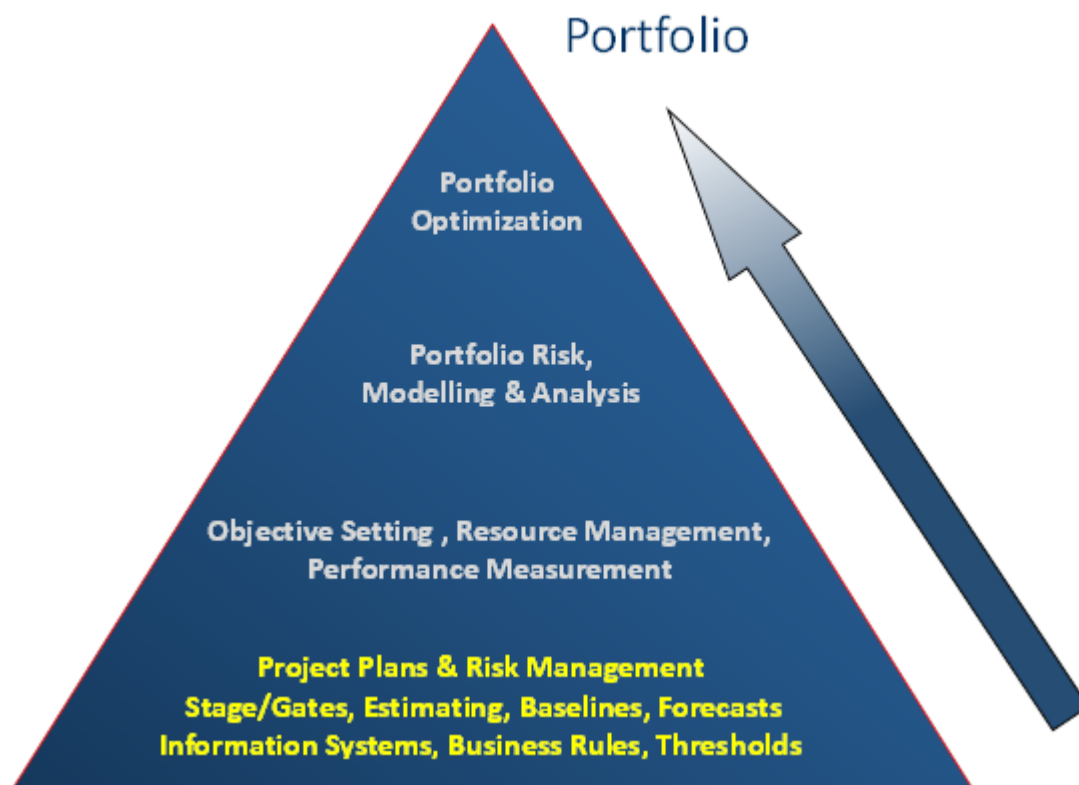 Portfolio
Portfolio
Optimization
Portfolio Risk,
Modelling & Analysis
Objective Setting , Resource Management,
Performance Measurement
Project Plans & Risk Management
Stage/Gates, Estimating, Baselines, Forecasts
Information Systems, Business Rules, Thresholds